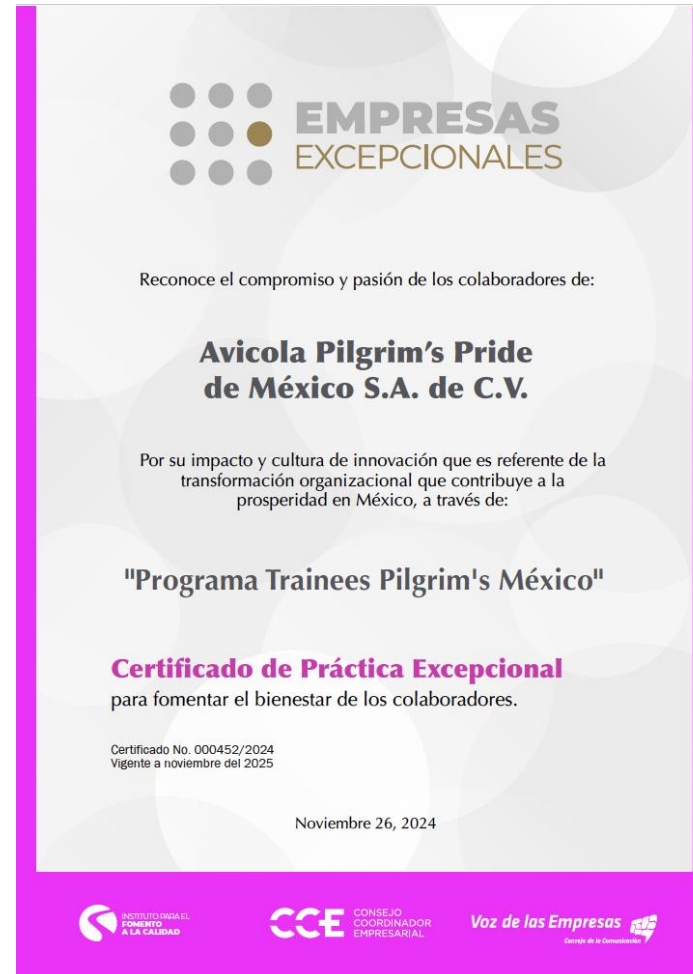 EMPRESAS
EXCEPCIONALES
Reconoce el compromiso y pasión de los colaboradores de:
Avicola Pilgrim’s Pride
de México S.A. de C.V.
Por su impacto y cultura de innovación que es referente de la
transformación organizacional que contribuye a la
prosperidad en México, a través de:
"Programa Trainees Pilgrim's México"
Certificado de Práctica Excepcional
para fomentar el bienestar de los colaboradores.
Certificado No. 000452/2024
Vigente a noviembre del 2025
Noviembre 26, 2024
INSTITUTO PARA EL
FOMENTO
A LA CALIDAD
CCE
CONSEJO
COORDINADOR
EMPRESARIAL
Voz de las Empresas
Consejo de la Comunicación